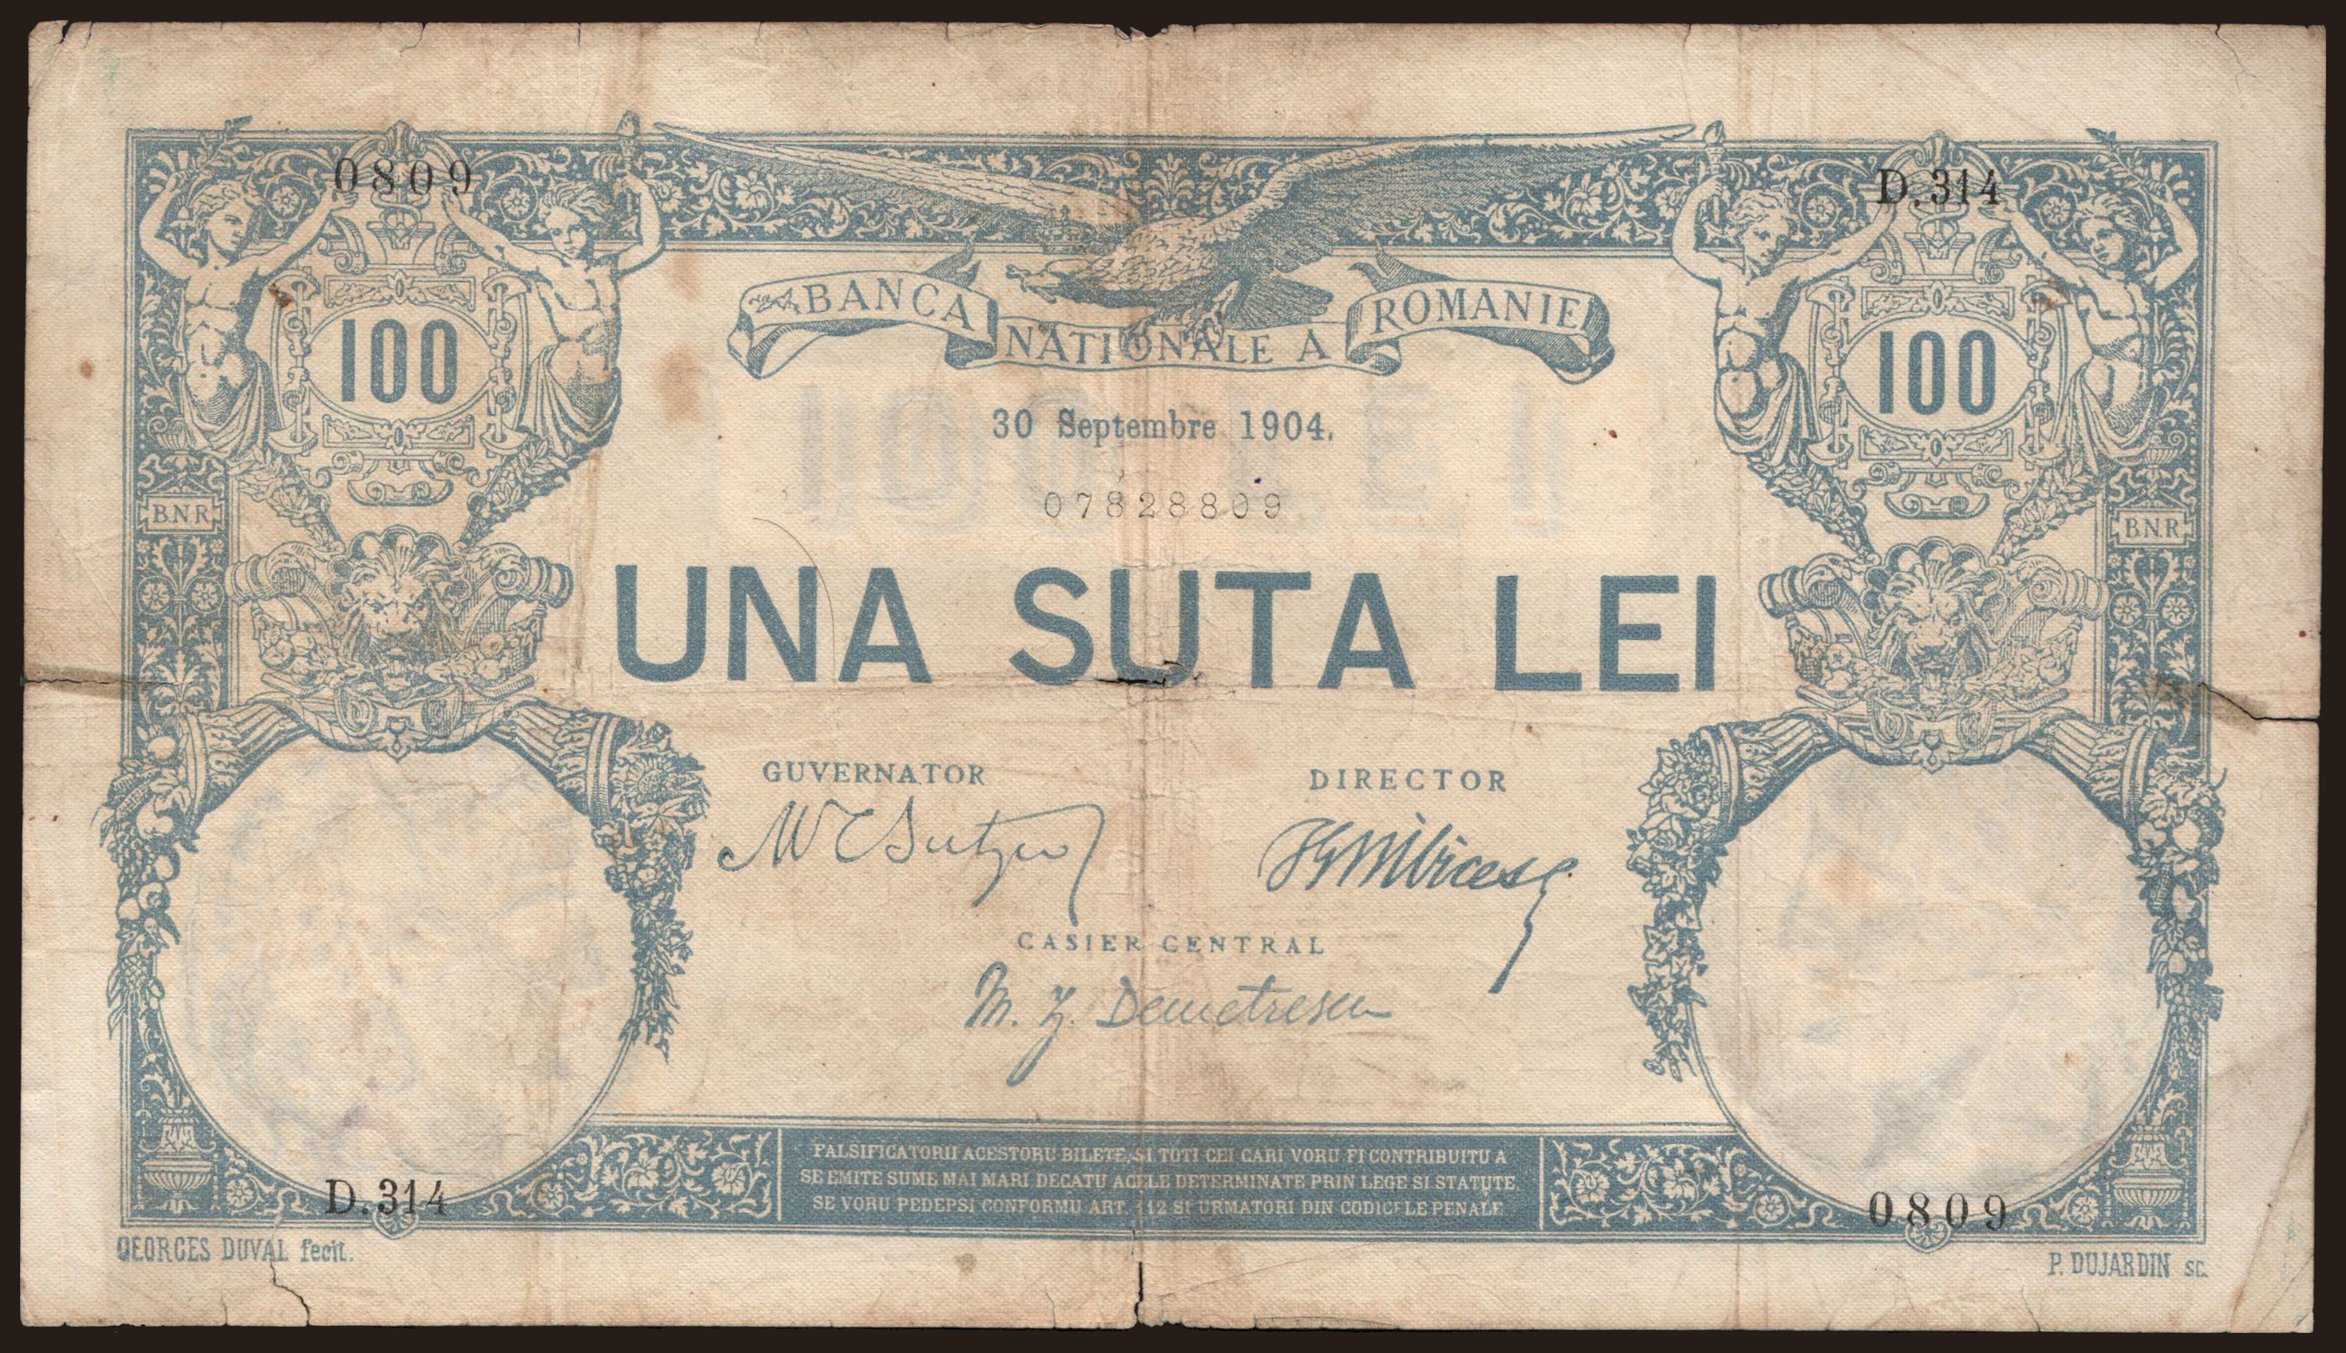 0809
D.314
BANCA NATIONALE A ROMANIEI
100
100
30 Septembre 1904.
07828809
B.N.R.
B.N.R.
UNA SUTA LEI
GUVERNATOR
DIRECTOR
CASIER CENTRAL
M. Demetrescu
FALSIFICATORII ACESTORU BILETE, SI TOTI CEI CARI VORU FI CONTRIBUITU A
SE EMITE SUME MAI MARI DECATU ACELE DETERMINATE PRIN LEGE SI STATUTE,
SE VORU PEDEPSI CONFORMU ART. 112 SI URMATORI DIN CODICELE PENALE
D.314
0809
GEORGES DUVAL fecit.
P. DUJARDIN sc.